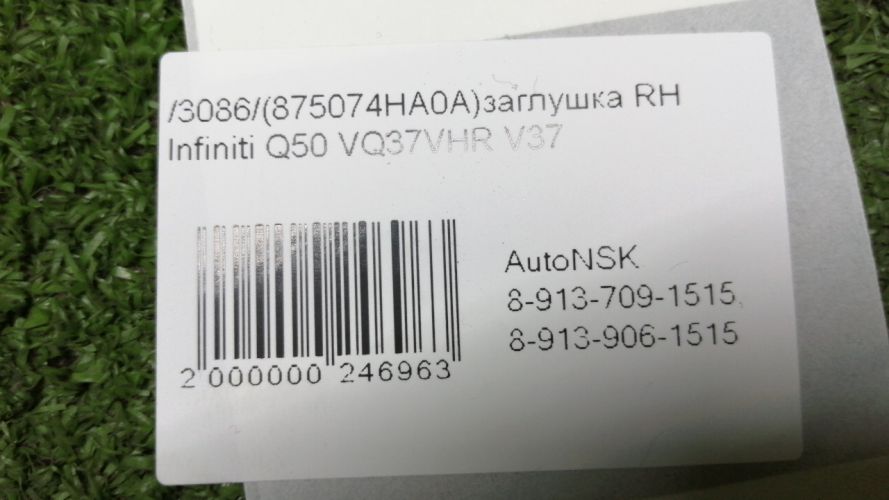 /3086/(875074HA0A)заглушка RH
Infiniti Q50 VQ37VHR V37
AutoNSK
8-913-709-1515,
8-913-906-1515
2 000000 246963